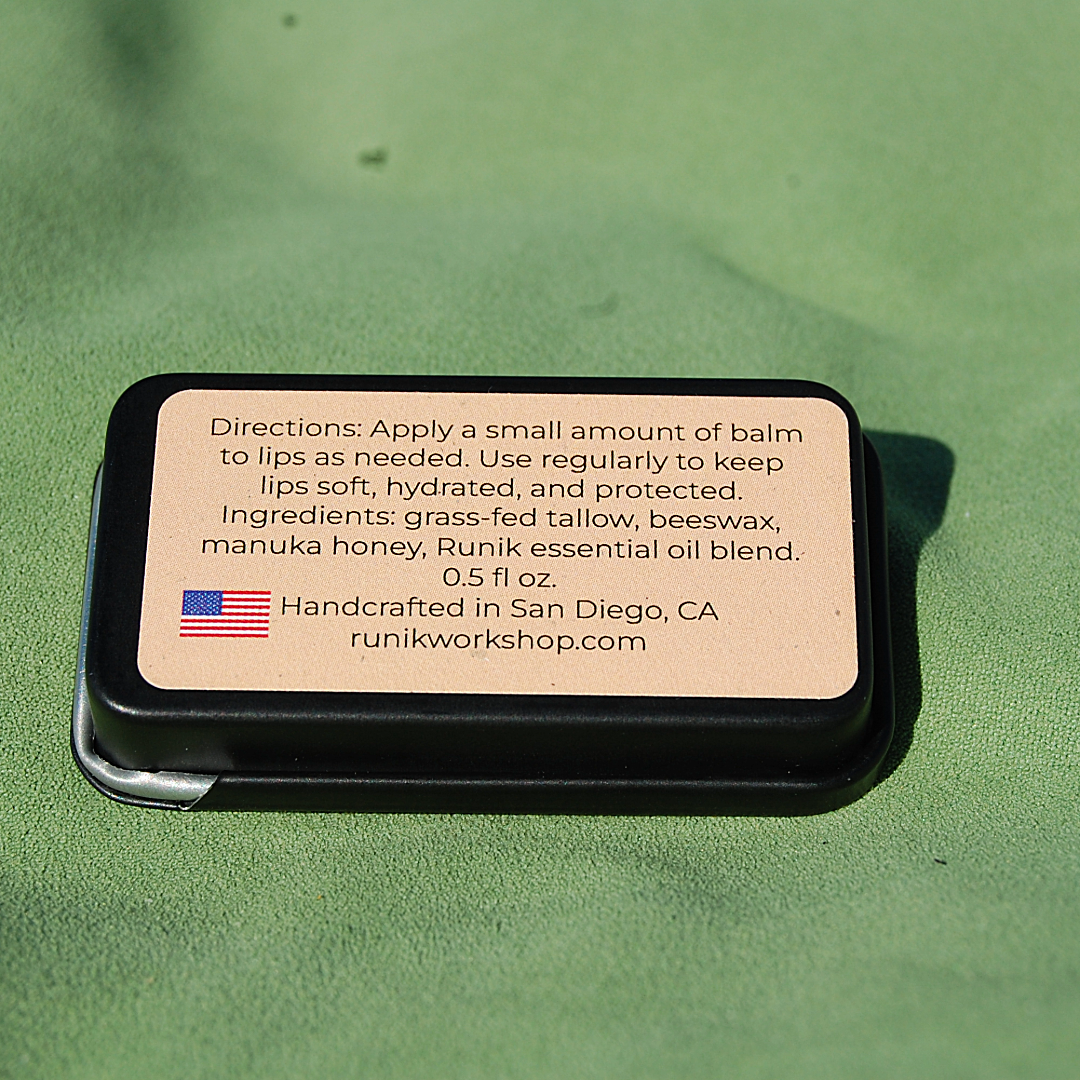 Directions: Apply a small amount of balm
to lips as needed. Use regularly to keep
lips soft, hydrated, and protected.
Ingredients: grass-fed tallow, beeswax,
manuka honey, Runik essential oil blend.
0.5 fl oz.
Handcrafted in San Diego, CA
runikworkshop.com